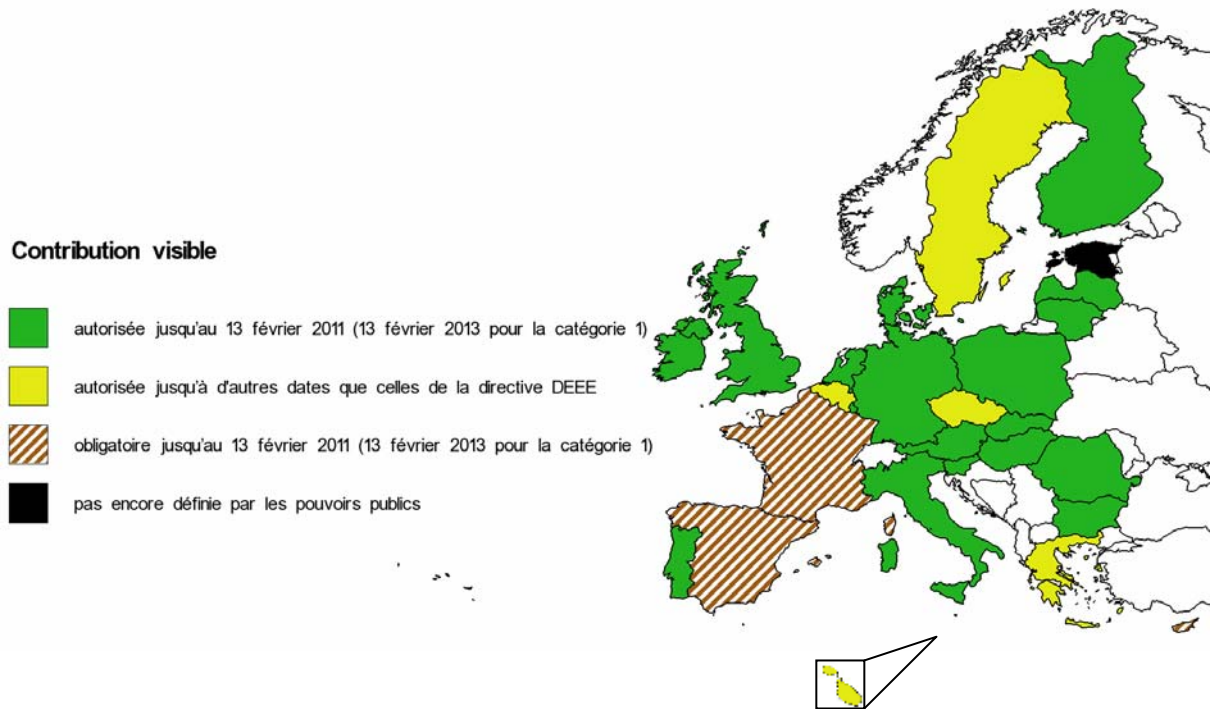 Contribution visible
autorisée jusqu'au 13 février 2011 (13 février 2013 pour la catégorie 1)
autorisée jusqu'à d'autres dates que celles de la directive DEEE
obligatoire jusqu'au 13 février 2011 (13 février 2013 pour la catégorie 1)
pas encore définie par les pouvoirs publics